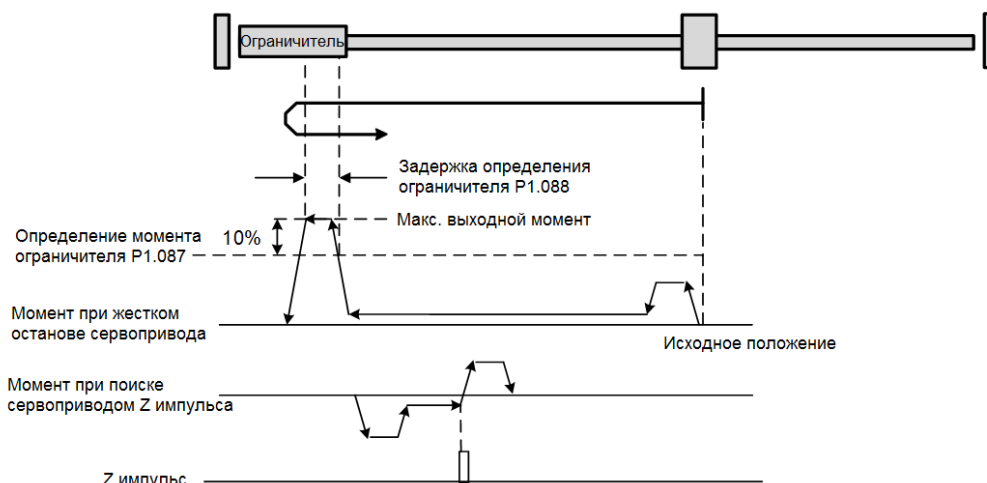 Ограничитель
Задержка определения
ограничителя P1.088
Макс. выходной момент
Определение момента
ограничителя P1.087
10%
Момент при жестком
останове сервопривода
Исходное положение
Момент при поиске
сервоприводом Z импульса
Z импульс